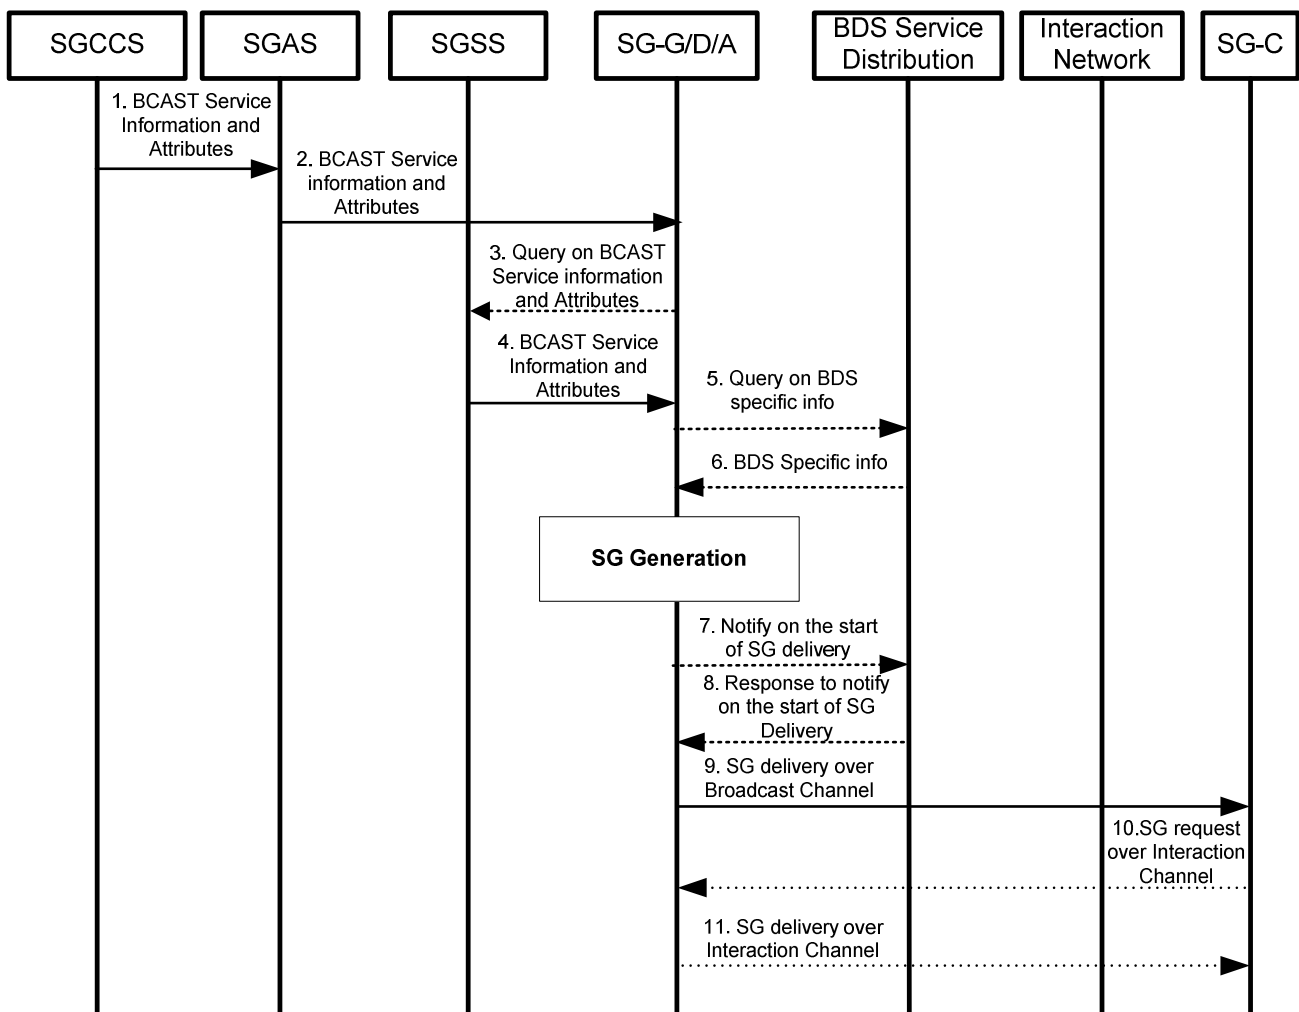 SGCCS
SGAS
SGSS
SG-G/D/A
BDS Service
Distribution
Interaction
Network
SG-C
1. BCAST Service
Information and
Attributes
2. BCAST Service
information and
Attributes
3. Query on BCAST
Service information
and Attributes
4. BCAST Service
Information and
Attributes
5. Query on BDS
specific info
6. BDS Specific info
SG Generation
7. Notify on the start
of SG delivery
8. Response to notify
on the start of SG
Delivery
9. SG delivery over
Broadcast Channel
10.SG request
over Interaction
Channel
11. SG delivery over
Interaction Channel